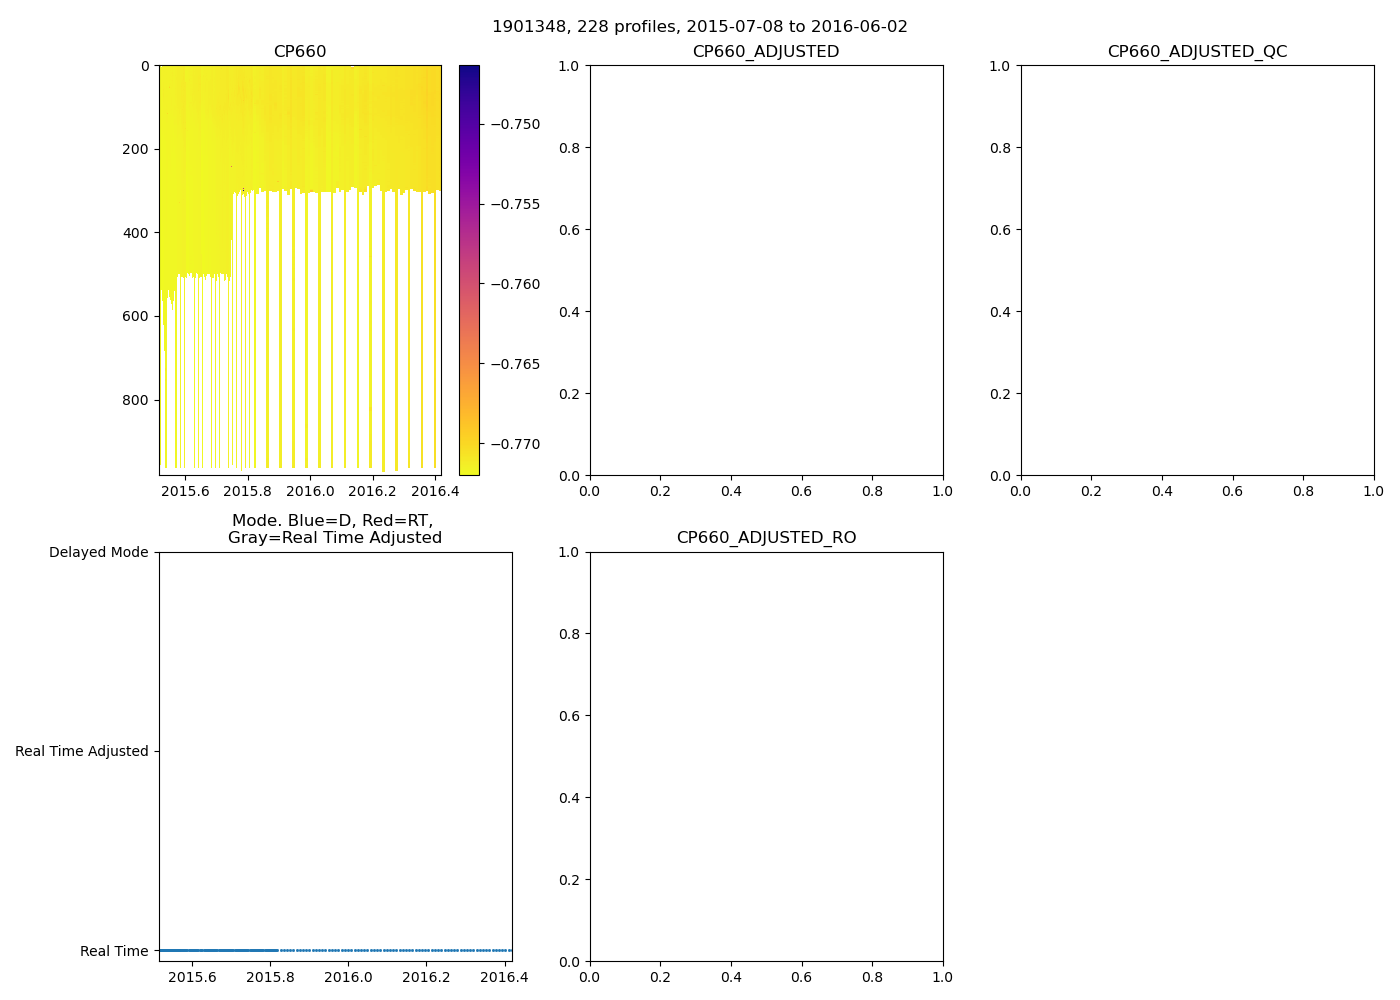 1901348, 228 profiles, 2015-07-08 to 2016-06-02
CP660
0
200
400
600
800
2015.6 2015.8 2016.0 2016.2 2016.4
−0.750
−0.755
−0.760
−0.765
−0.770
CP660_ADJUSTED
1.0
0.8
0.6
0.4
0.2
0.0
0.0 0.2 0.4 0.6 0.8 1.0
CP660_ADJUSTED_QC
1.0
0.8
0.6
0.4
0.2
0.0
0.0 0.2 0.4 0.6 0.8 1.0
Mode. Blue=D, Red=RT,
Gray=Real Time Adjusted
Delayed Mode
Real Time Adjusted
Real Time
2015.6 2015.8 2016.0 2016.2 2016.4
CP660_ADJUSTED_RO
1.0
0.8
0.6
0.4
0.2
0.0
0.0 0.2 0.4 0.6 0.8 1.0